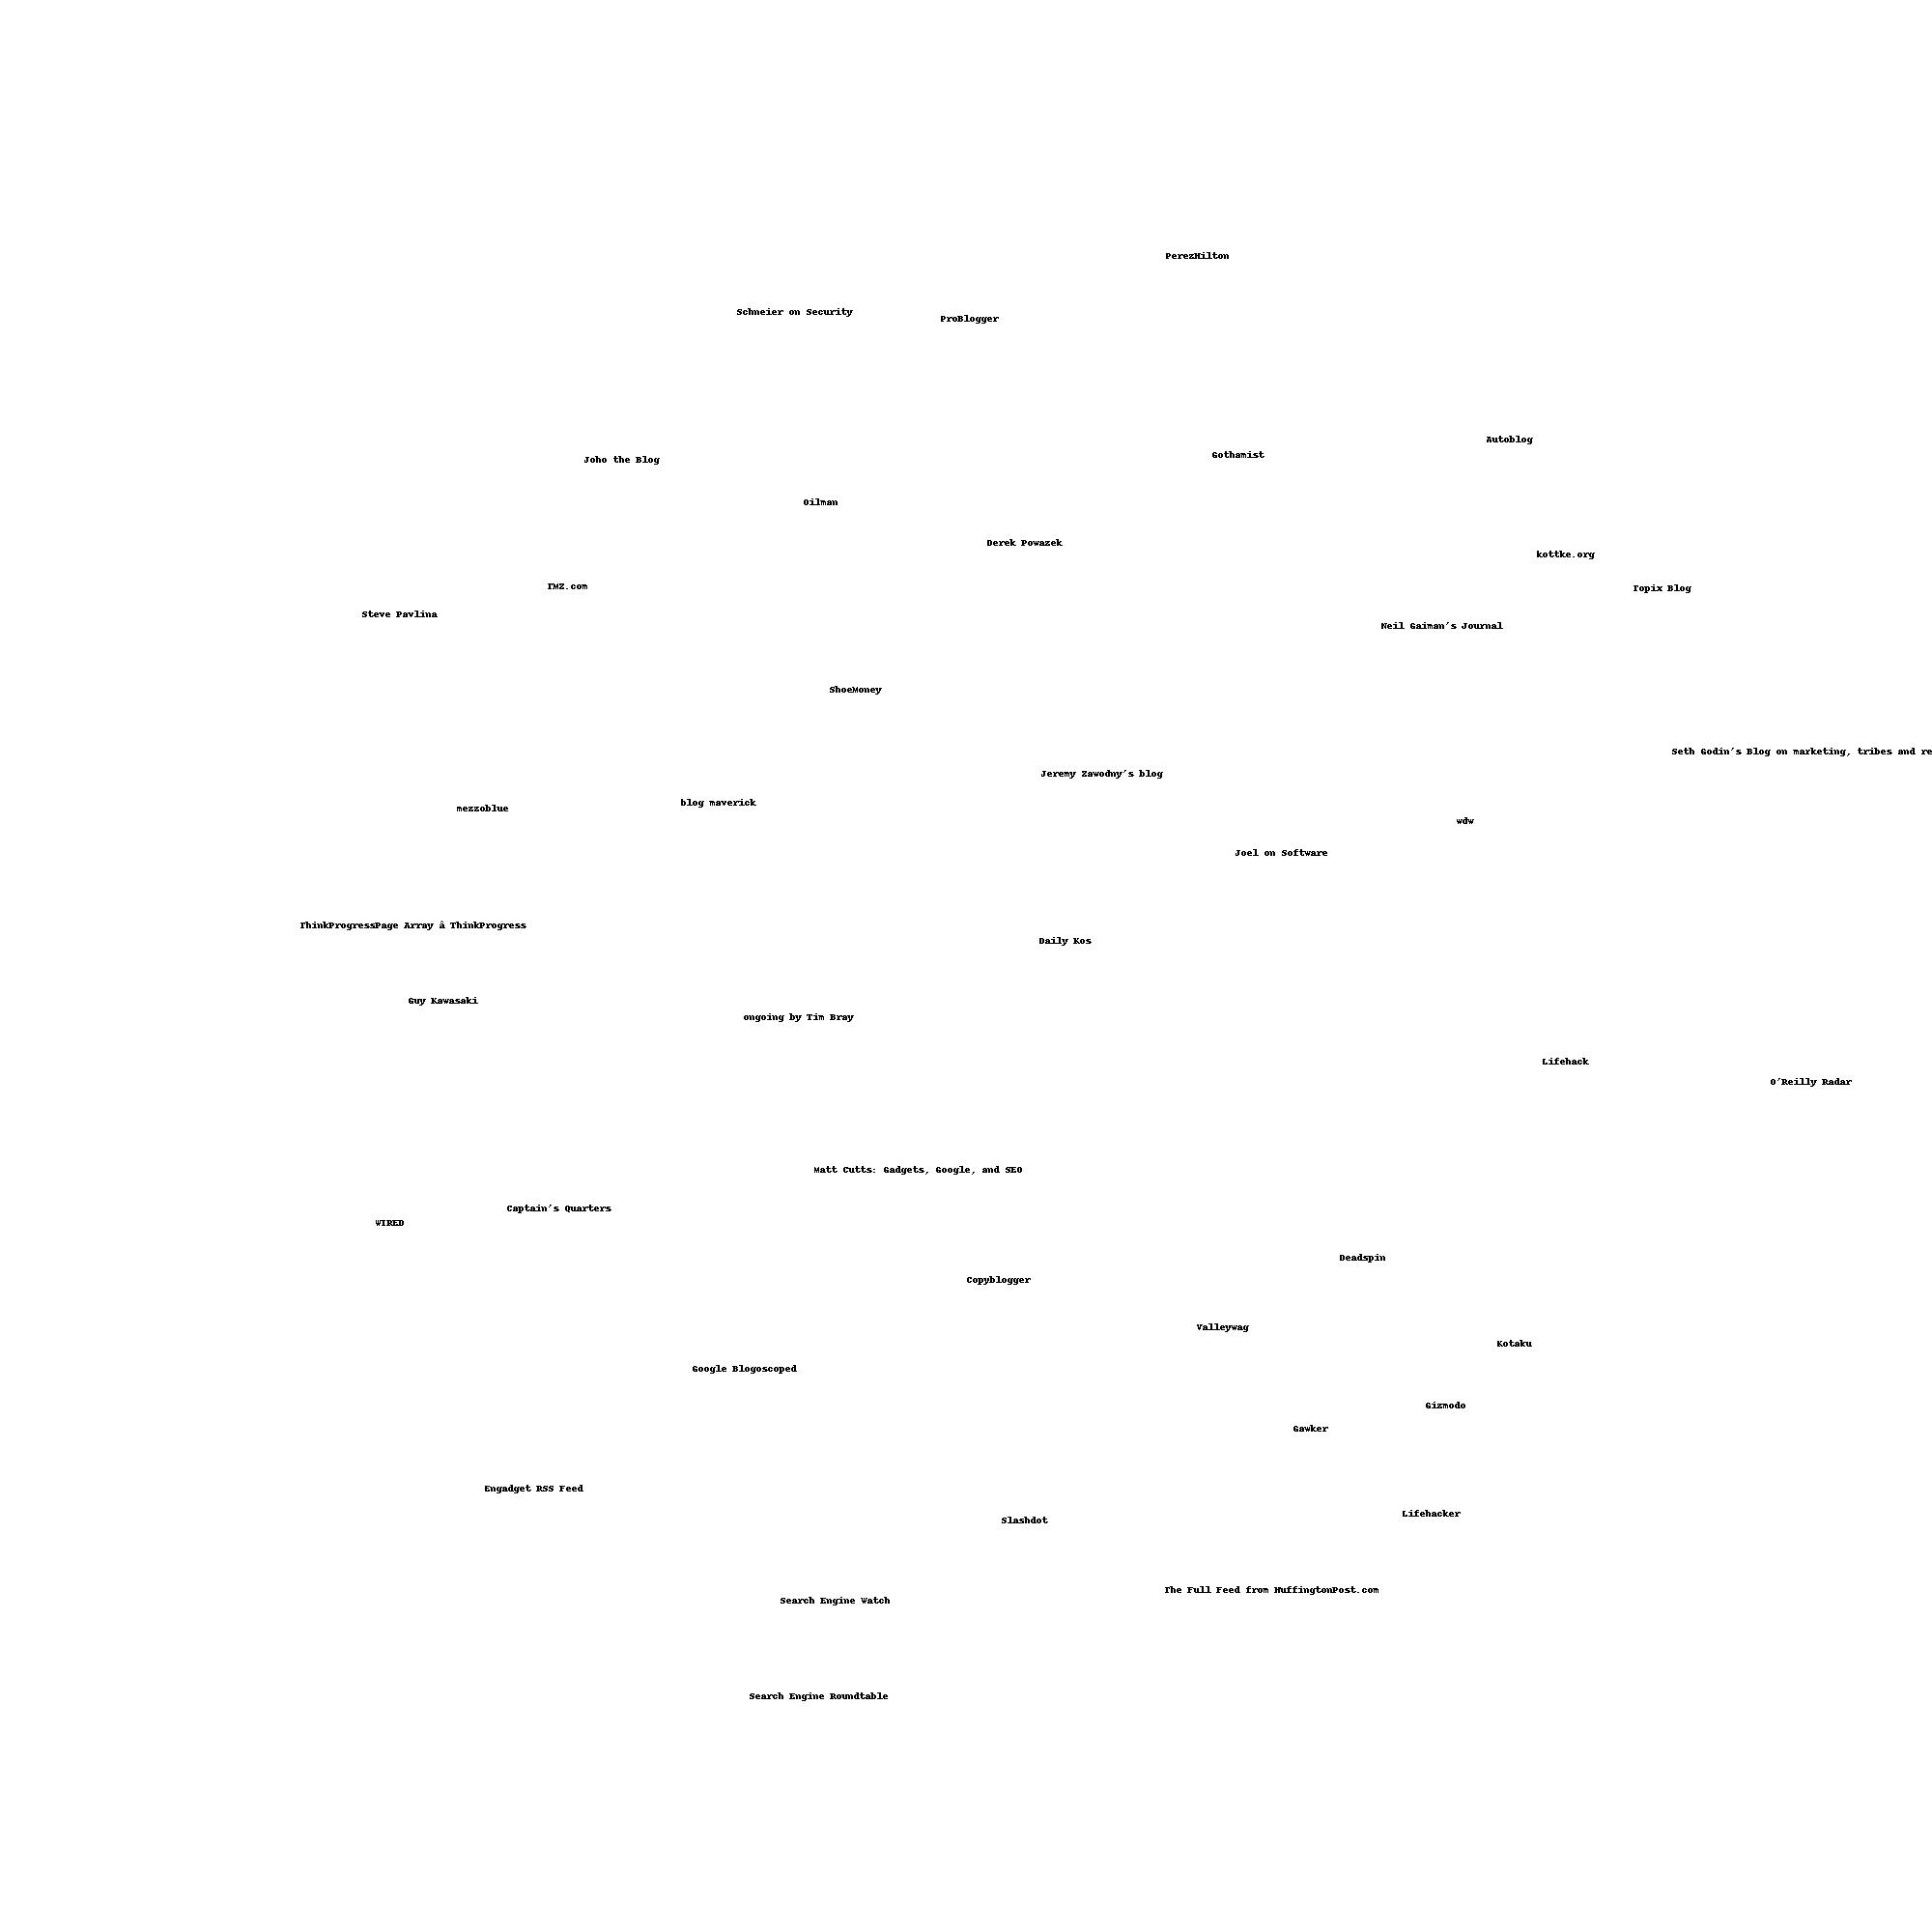 PerezHilton
Schneier on Security
ProBlogger
Autoblog
Gothamist
Joho the Blog
Oilman
Derek Powazek
kottke.org
TMZ.com
Topix Blog
Steve Pavlina
Neil Gaiman's Journal
ShoeMoney
Seth Godin's Blog on marketing, tribes and re
Jeremy Zawodny's blog
blog maverick
mezzoblue
wdw
Joel on Software
ThinkProgressPage Array â ThinkProgress
Daily Kos
Guy Kawasaki
ongoing by Tim Bray
Lifehack
O'Reilly Radar
Matt Cutts: Gadgets, Google, and SEO
Captain's Quarters
WIRED
Deadspin
Copyblogger
Valleywag
Kotaku
Google Blogoscoped
Gizmodo
Gawker
Engadget RSS Feed
Lifehacker
Slashdot
The Full Feed from HuffingtonPost.com
Search Engine Watch
Search Engine Roundtable